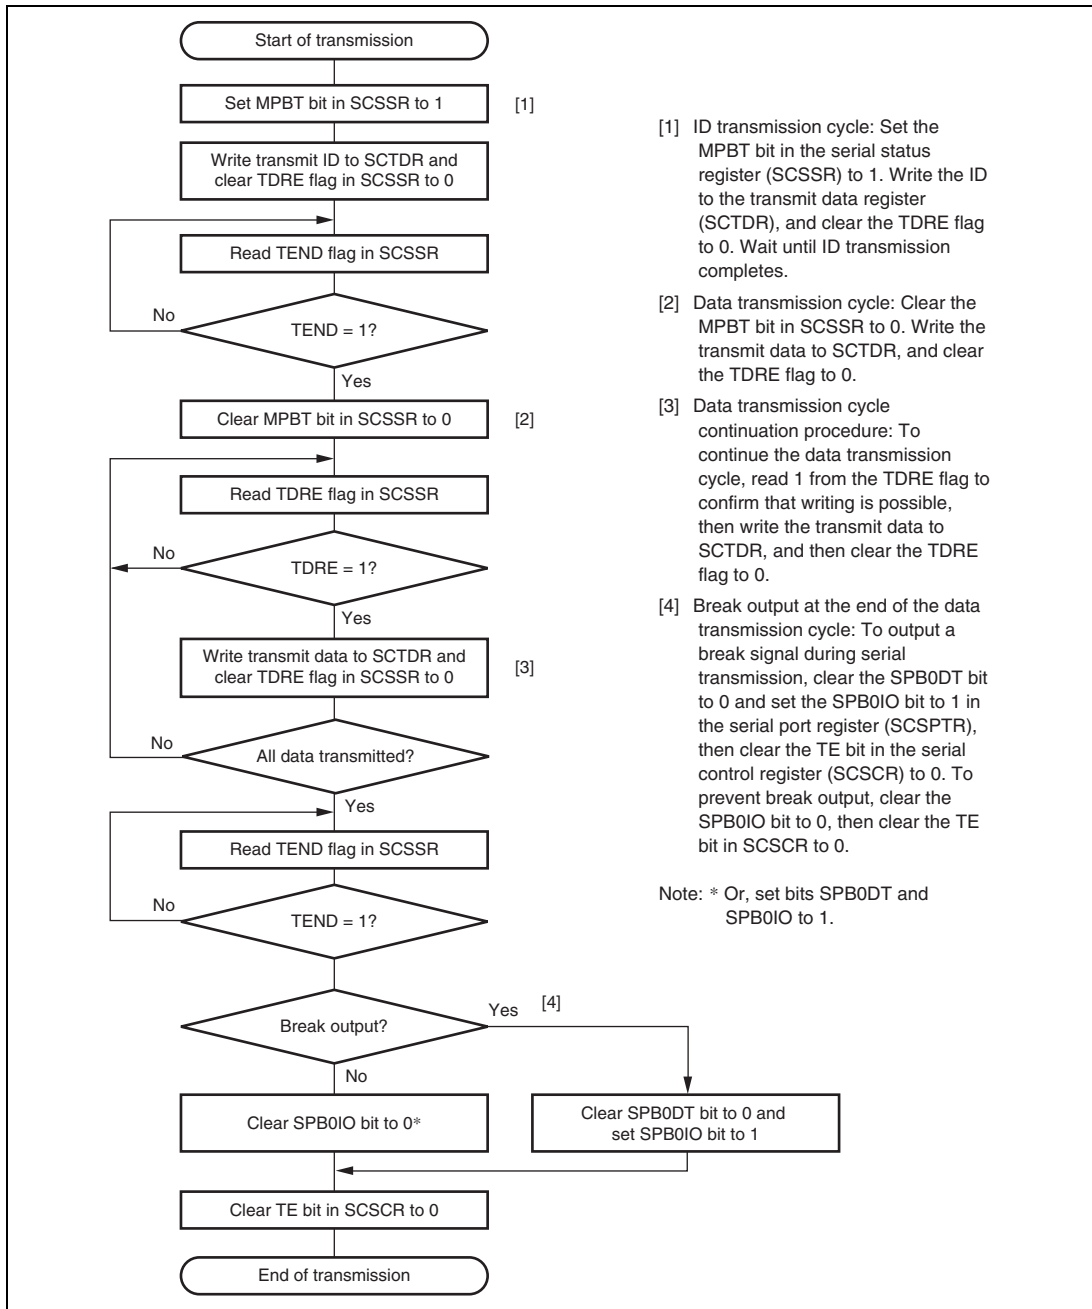 Start of transmission
Set MPBT bit in SCSSR to 1
[1]
Write transmit ID to SCTDR and
clear TDRE flag in SCSSR to 0
Read TEND flag in SCSSR
No
TEND = 1?
Yes
Clear MPBT bit in SCSSR to 0
[2]
Read TDRE flag in SCSSR
No
TDRE = 1?
Yes
Write transmit data to SCTDR and
clear TDRE flag in SCSSR to 0
[3]
No
All data transmitted?
Yes
Read TEND flag in SCSSR
No
TEND = 1?
Break output?
Yes
[4]
No
Clear SPB0IO bit to 0*
Clear SPB0DT bit to 0 and
set SPB0IO bit to 1
Clear TE bit in SCSCR to 0
End of transmission
[1] ID transmission cycle: Set the
MPBT bit in the serial status
register (SCSSR) to 1. Write the ID
to the transmit data register
(SCTDR), and clear the TDRE flag
to 0. Wait until ID transmission
completes.
[2] Data transmission cycle: Clear the
MPBT bit in SCSSR to 0. Write the
transmit data to SCTDR, and clear
the TDRE flag to 0.
[3] Data transmission cycle
continuation procedure: To
continue the data transmission
cycle, read 1 from the TDRE flag to
confirm that writing is possible,
then write the transmit data to
SCTDR, and then clear the TDRE
flag to 0.
[4] Break output at the end of the data
transmission cycle: To output a
break signal during serial
transmission, clear the SPB0DT bit
to 0 and set the SPB0IO bit to 1 in
the serial port register (SCSPTR),
then clear the TE bit in the serial
control register (SCSCR) to 0. To
prevent break output, clear the
SPB0IO bit to 0, then clear the TE
bit in SCSCR to 0.
Note: * Or, set bits SPB0DT and
SPB0IO to 1.